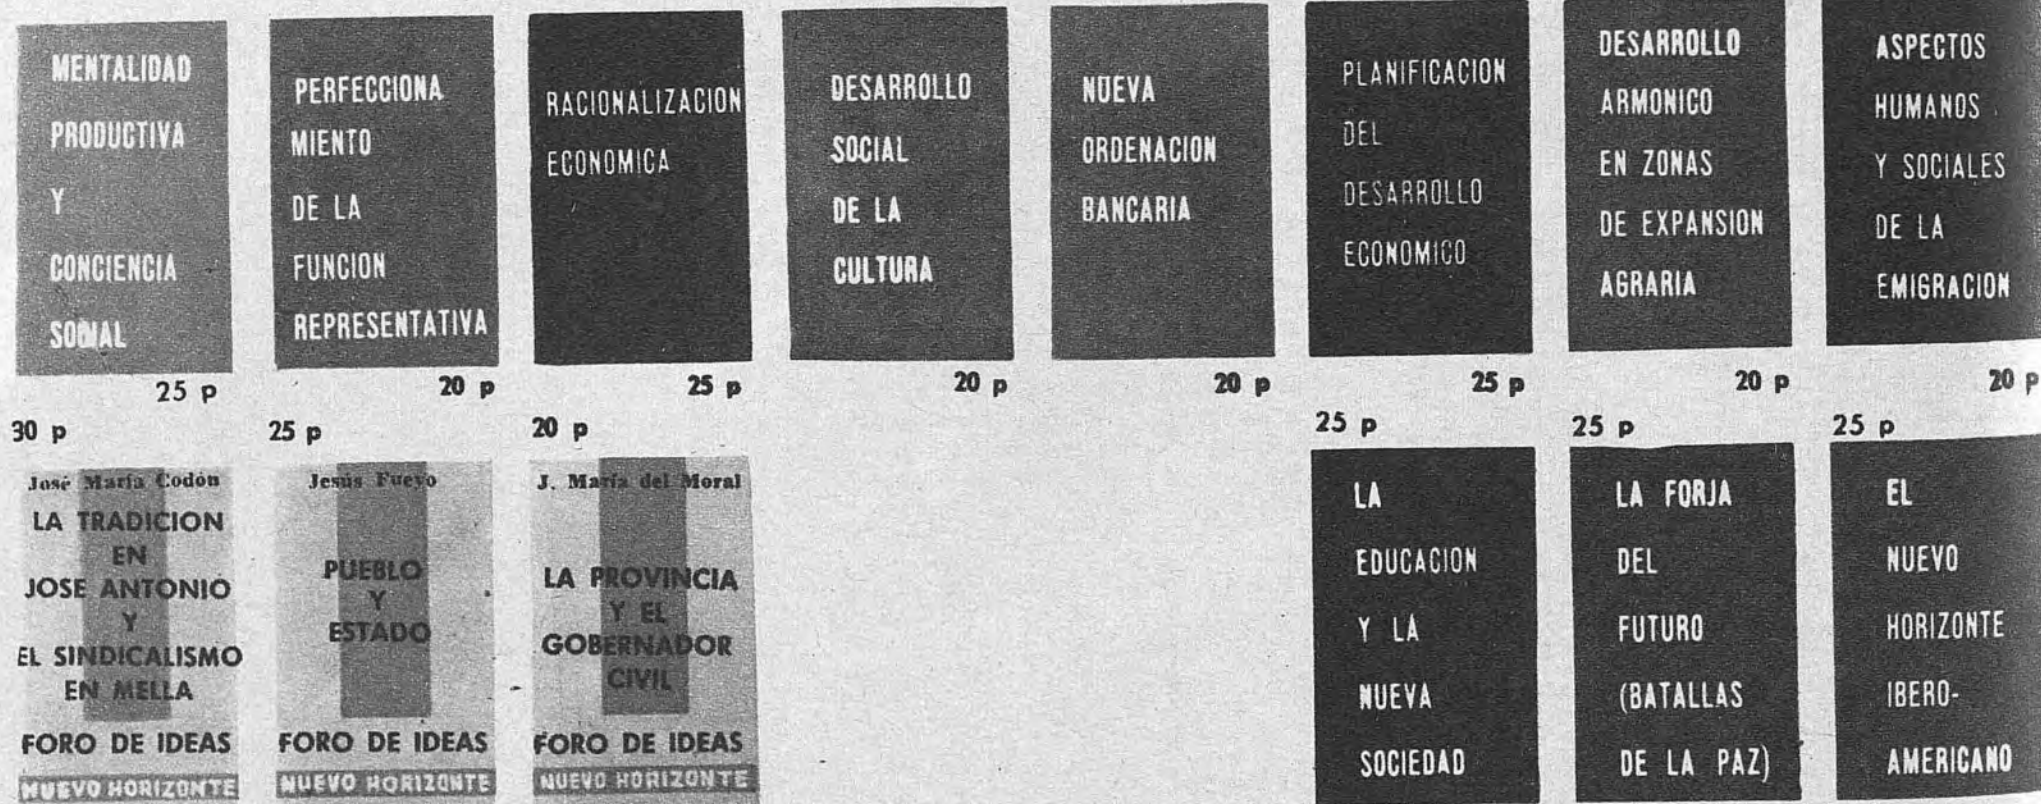 MENTALIDAD
PRODUCTIVA
Y
CONCIENCIA
SOCIAL
25 p
PERFECCIONA
MIENTO
DE LA
FUNCION
REPRESENTATIVA
20 p
RACIONALIZACION
ECONOMICA
25 p
DESARROLLO
SOCIAL
DE LA
CULTURA
20 p
NUEVA
ORDENACION
BANCARIA
20 p
PLANIFICACION
DEL
DESARROLLO
ECONOMICO
25 p
DESARROLLO
ARMONICO
EN ZONAS
DE EXPANSION
AGRARIA
20 p
ASPECTOS
HUMANOS
Y SOCIALES
DE LA
EMIGRACION
20 p
30 p
José María Codón
LA TRADICION
EN
JOSE ANTONIO
Y
EL SINDICALISMO
EN MELLA
FORO DE IDEAS
NUEVO HORIZONTE
25 p
Jesús Fueyo
PUEBLO
Y
ESTADO
FORO DE IDEAS
NUEVO HORIZONTE
20 p
J. María del Moral
LA PROVINCIA
Y EL
GOBERNADOR
CIVIL
FORO DE IDEAS
NUEVO HORIZONTE
25 p
LA
EDUCACION
Y LA
NUEVA
SOCIEDAD
25 p
LA FORJA
DEL
FUTURO
(BATALLAS
DE LA PAZ)
25 p
EL
NUEVO
HORIZONTE
IBERO-
AMERICANO